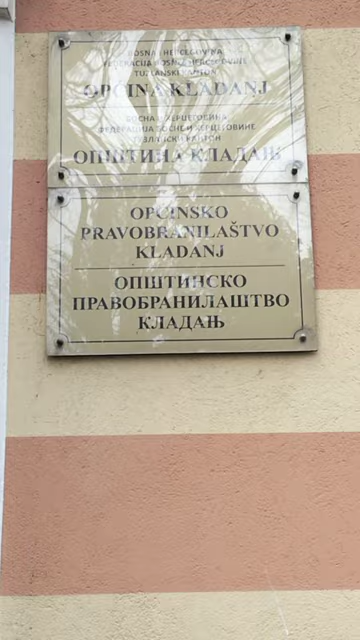 BOSNA I HERCEGOVINA
FEDERACIJA BOSNE I HERCEGOVINE
TUZLANSKI KANTON
OPĆINA KLADANJ
БОСНА И ХЕРЦЕГОВИНА
ФЕДЕРАЦИЈА БОСНЕ И ХЕРЦЕГОВИНЕ
ТУЗЛАНСКИ КАНТОН
ОПШТИНА КЛАДАЊ
OPĆINSKO
PRAVOBRANILAŠTVO
KLADANJ
ОПШТИНСКО
ПРАВОБРАНИЛАШТВО
КЛАДАЊ